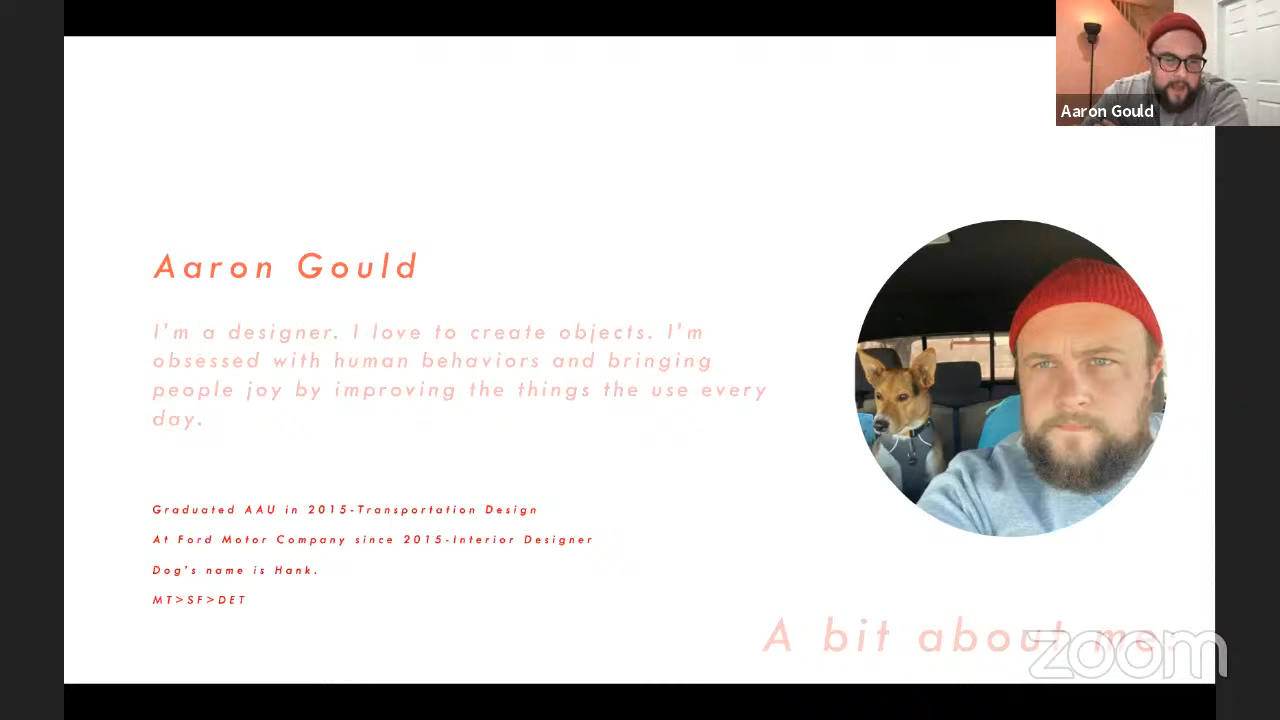 Aaron Gould
Aaron Gould
I'm a designer. I love to create objects. I'm
obsessed with human behaviors and bringing
people joy by improving the things the use every
day.
Graduated AAU in 2015-Transportation Design
At Ford Motor Company since 2015-Interior Designer
Dog's name is Hank.
MT>SF>DET
A bit about me.
zoom